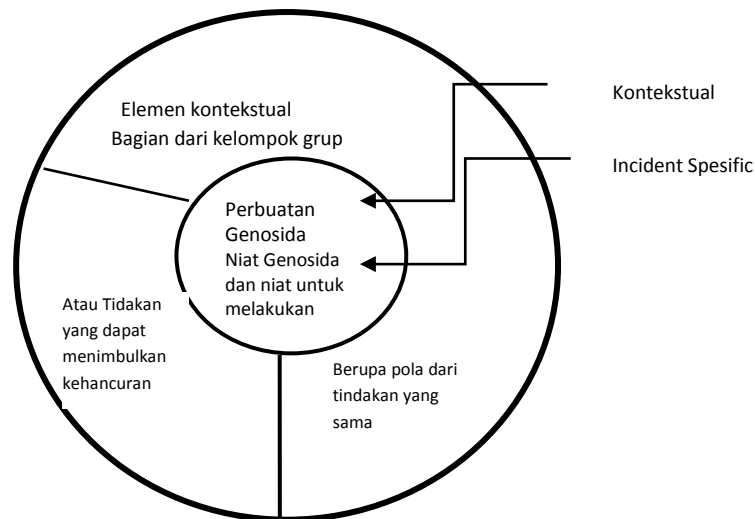 Elemen kontekstual
Bagian dari kelompok grup
Kontekstual
Incident Spesific
Perbuatan
Genosida
Niat Genosida
dan niat untuk
melakukan
Atau Tidakan
yang dapat
menimbulkan
kehancuran
Berupa pola dari
tindakan yang
sama